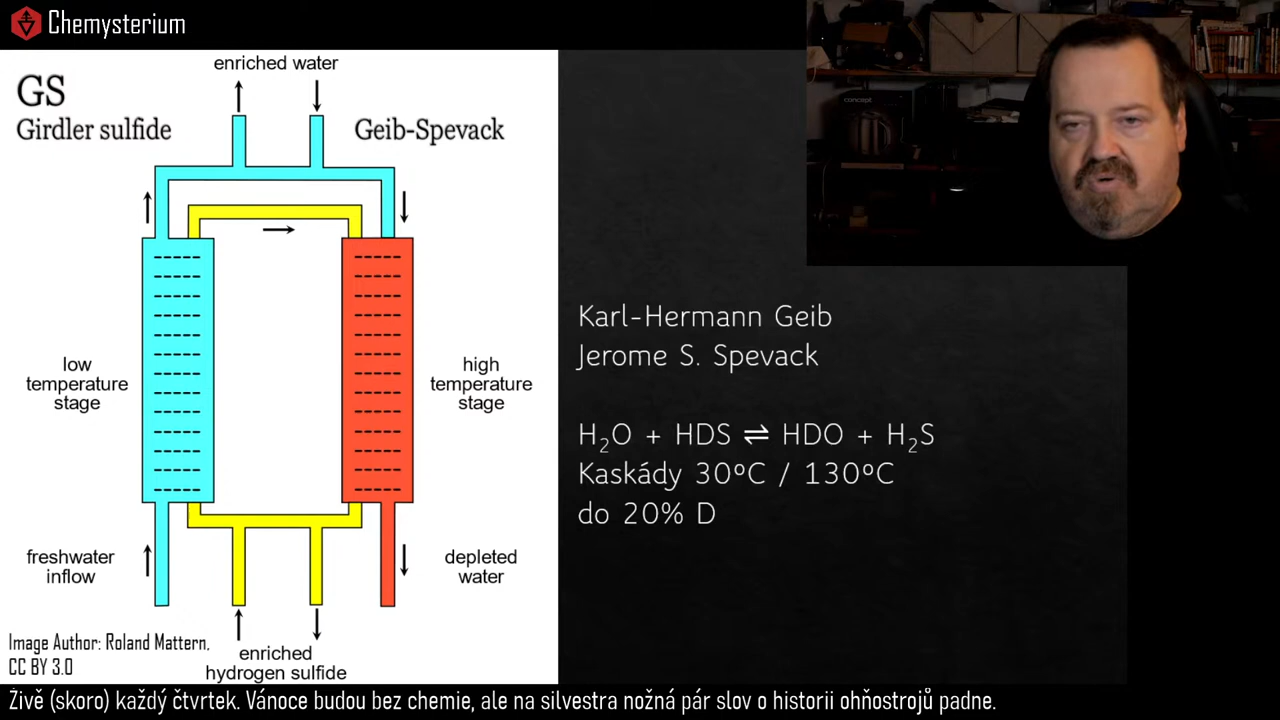 Chemysterium
enriched water
GS
Girdler sulfide
Geib-Spevack
low
temperature
stage
high
temperature
stage
freshwater
inflow
depleted
water
enriched
hydrogen sulfide
Image Author: Roland Mattern,
CC BY 3.0
concept
Karl-Hermann Geib
Jerome S. Spevack
H₂O + HDS ⇌ HDO + H₂S
Kaskády 30ºC / 130ºC
do 20% D
Živě (skoro) každý čtvrtek. Vánoce budou bez chemie, ale na silvestra nožná pár slov o historii ohňostrojů padne.